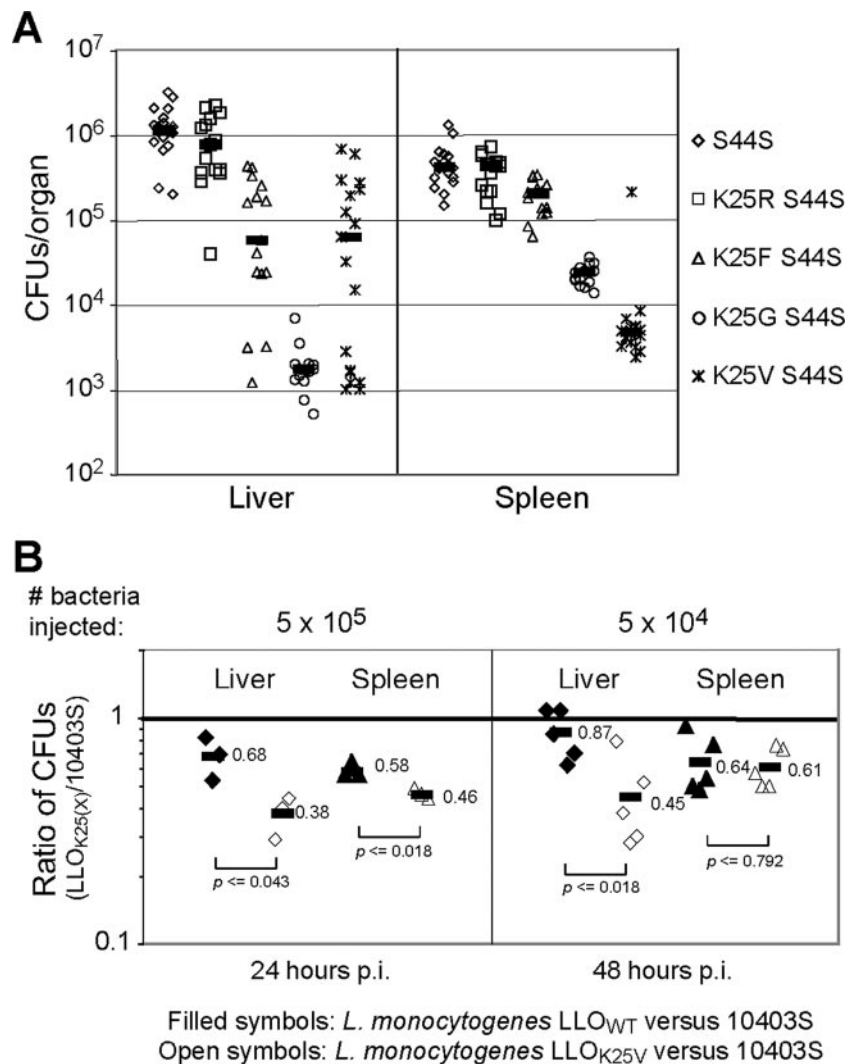 A
10⁷
10⁶
10⁵
10⁴
10³
10²
CFUs/organ
Liver
Spleen
S44S
K25R S44S
K25F S44S
K25G S44S
K25V S44S
B
# bacteria
injected:
5 x 10⁵
5 x 10⁴
Ratio of CFUs
(LLO_K25(X)/10403S)
1
0.1
Liver
Spleen
Liver
Spleen
0.68
0.38
0.58
0.46
0.87
0.45
0.64
0.61
p <= 0.043
p <= 0.018
p <= 0.018
p <= 0.792
24 hours p.i.
48 hours p.i.
Filled symbols: L. monocytogenes LLO_WT versus 10403S
Open symbols: L. monocytogenes LLO_K25V versus 10403S